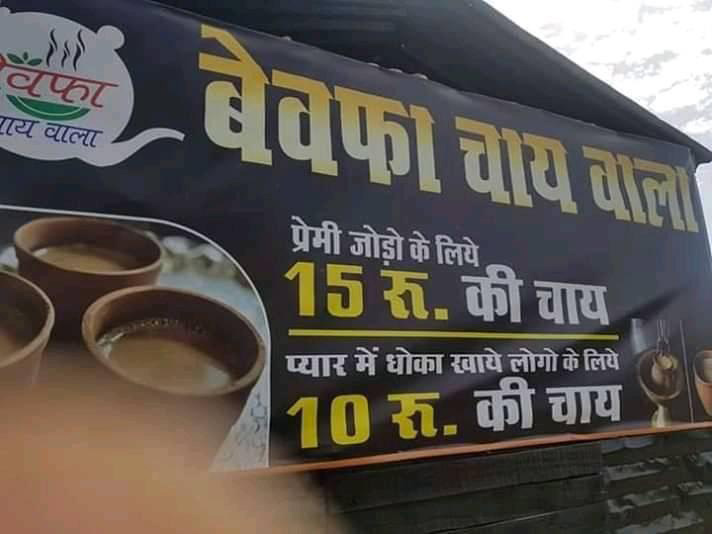 बेवफा
चाय वाला
बेवफा चाय वाला
प्रेमी जोड़ो के लिये
15 रू. की चाय
प्यार में धोका खाये लोगो के लिये
10 रू. की चाय